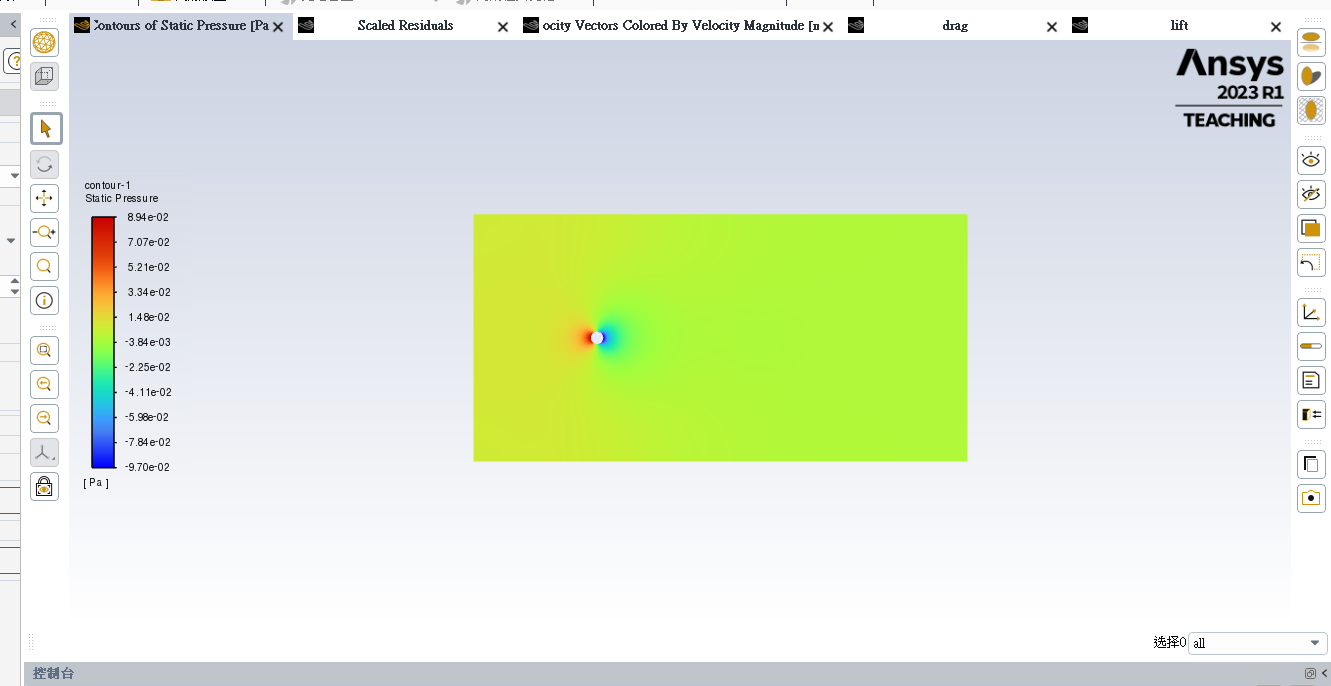 ontours of Static Pressure [Pa
Scaled Residuals
ocity Vectors Colored By Velocity Magnitude [
drag
lift
Ansys
2023 R1
TEACHING
contour-1
Static Pressure
8.94e-02
7.07e-02
5.21e-02
3.34e-02
1.48e-02
-3.84e-03
-2.25e-02
-4.11e-02
-5.98e-02
-7.84e-02
-9.70e-02
[ Pa ]
选择0
all
控制台